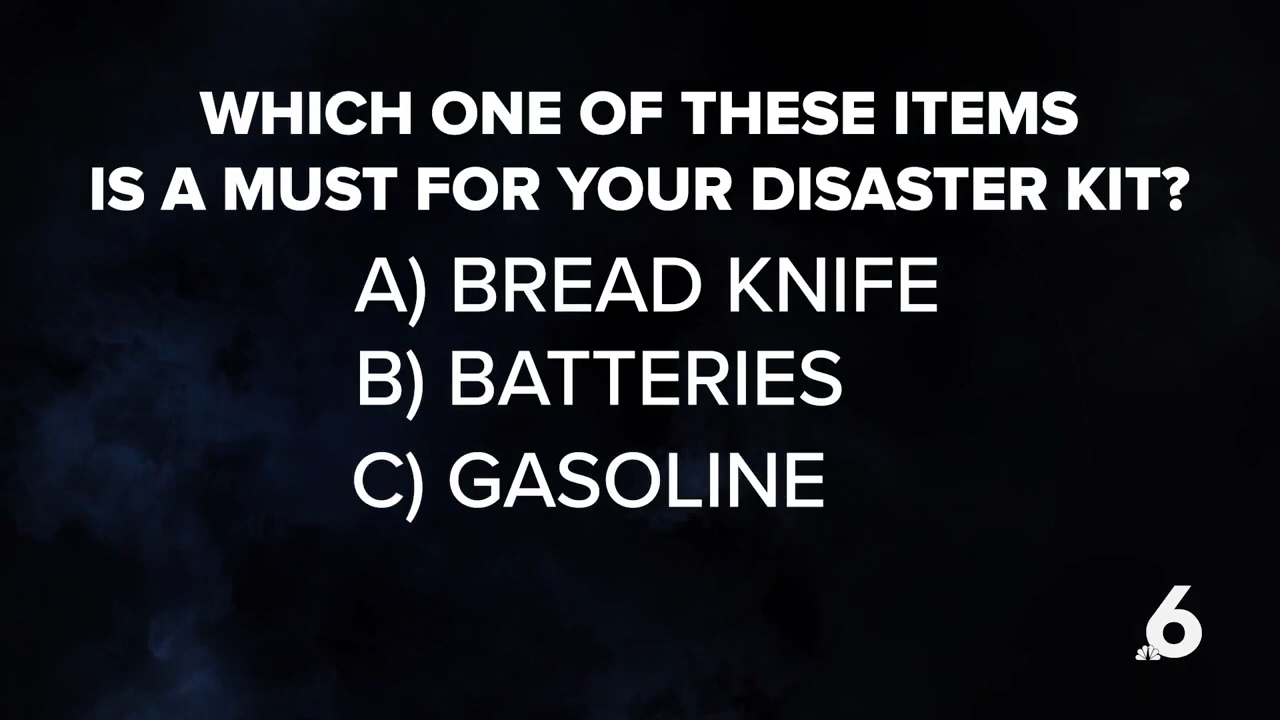 WHICH ONE OF THESE ITEMS
IS A MUST FOR YOUR DISASTER KIT?
A) BREAD KNIFE
B) BATTERIES
C) GASOLINE
6